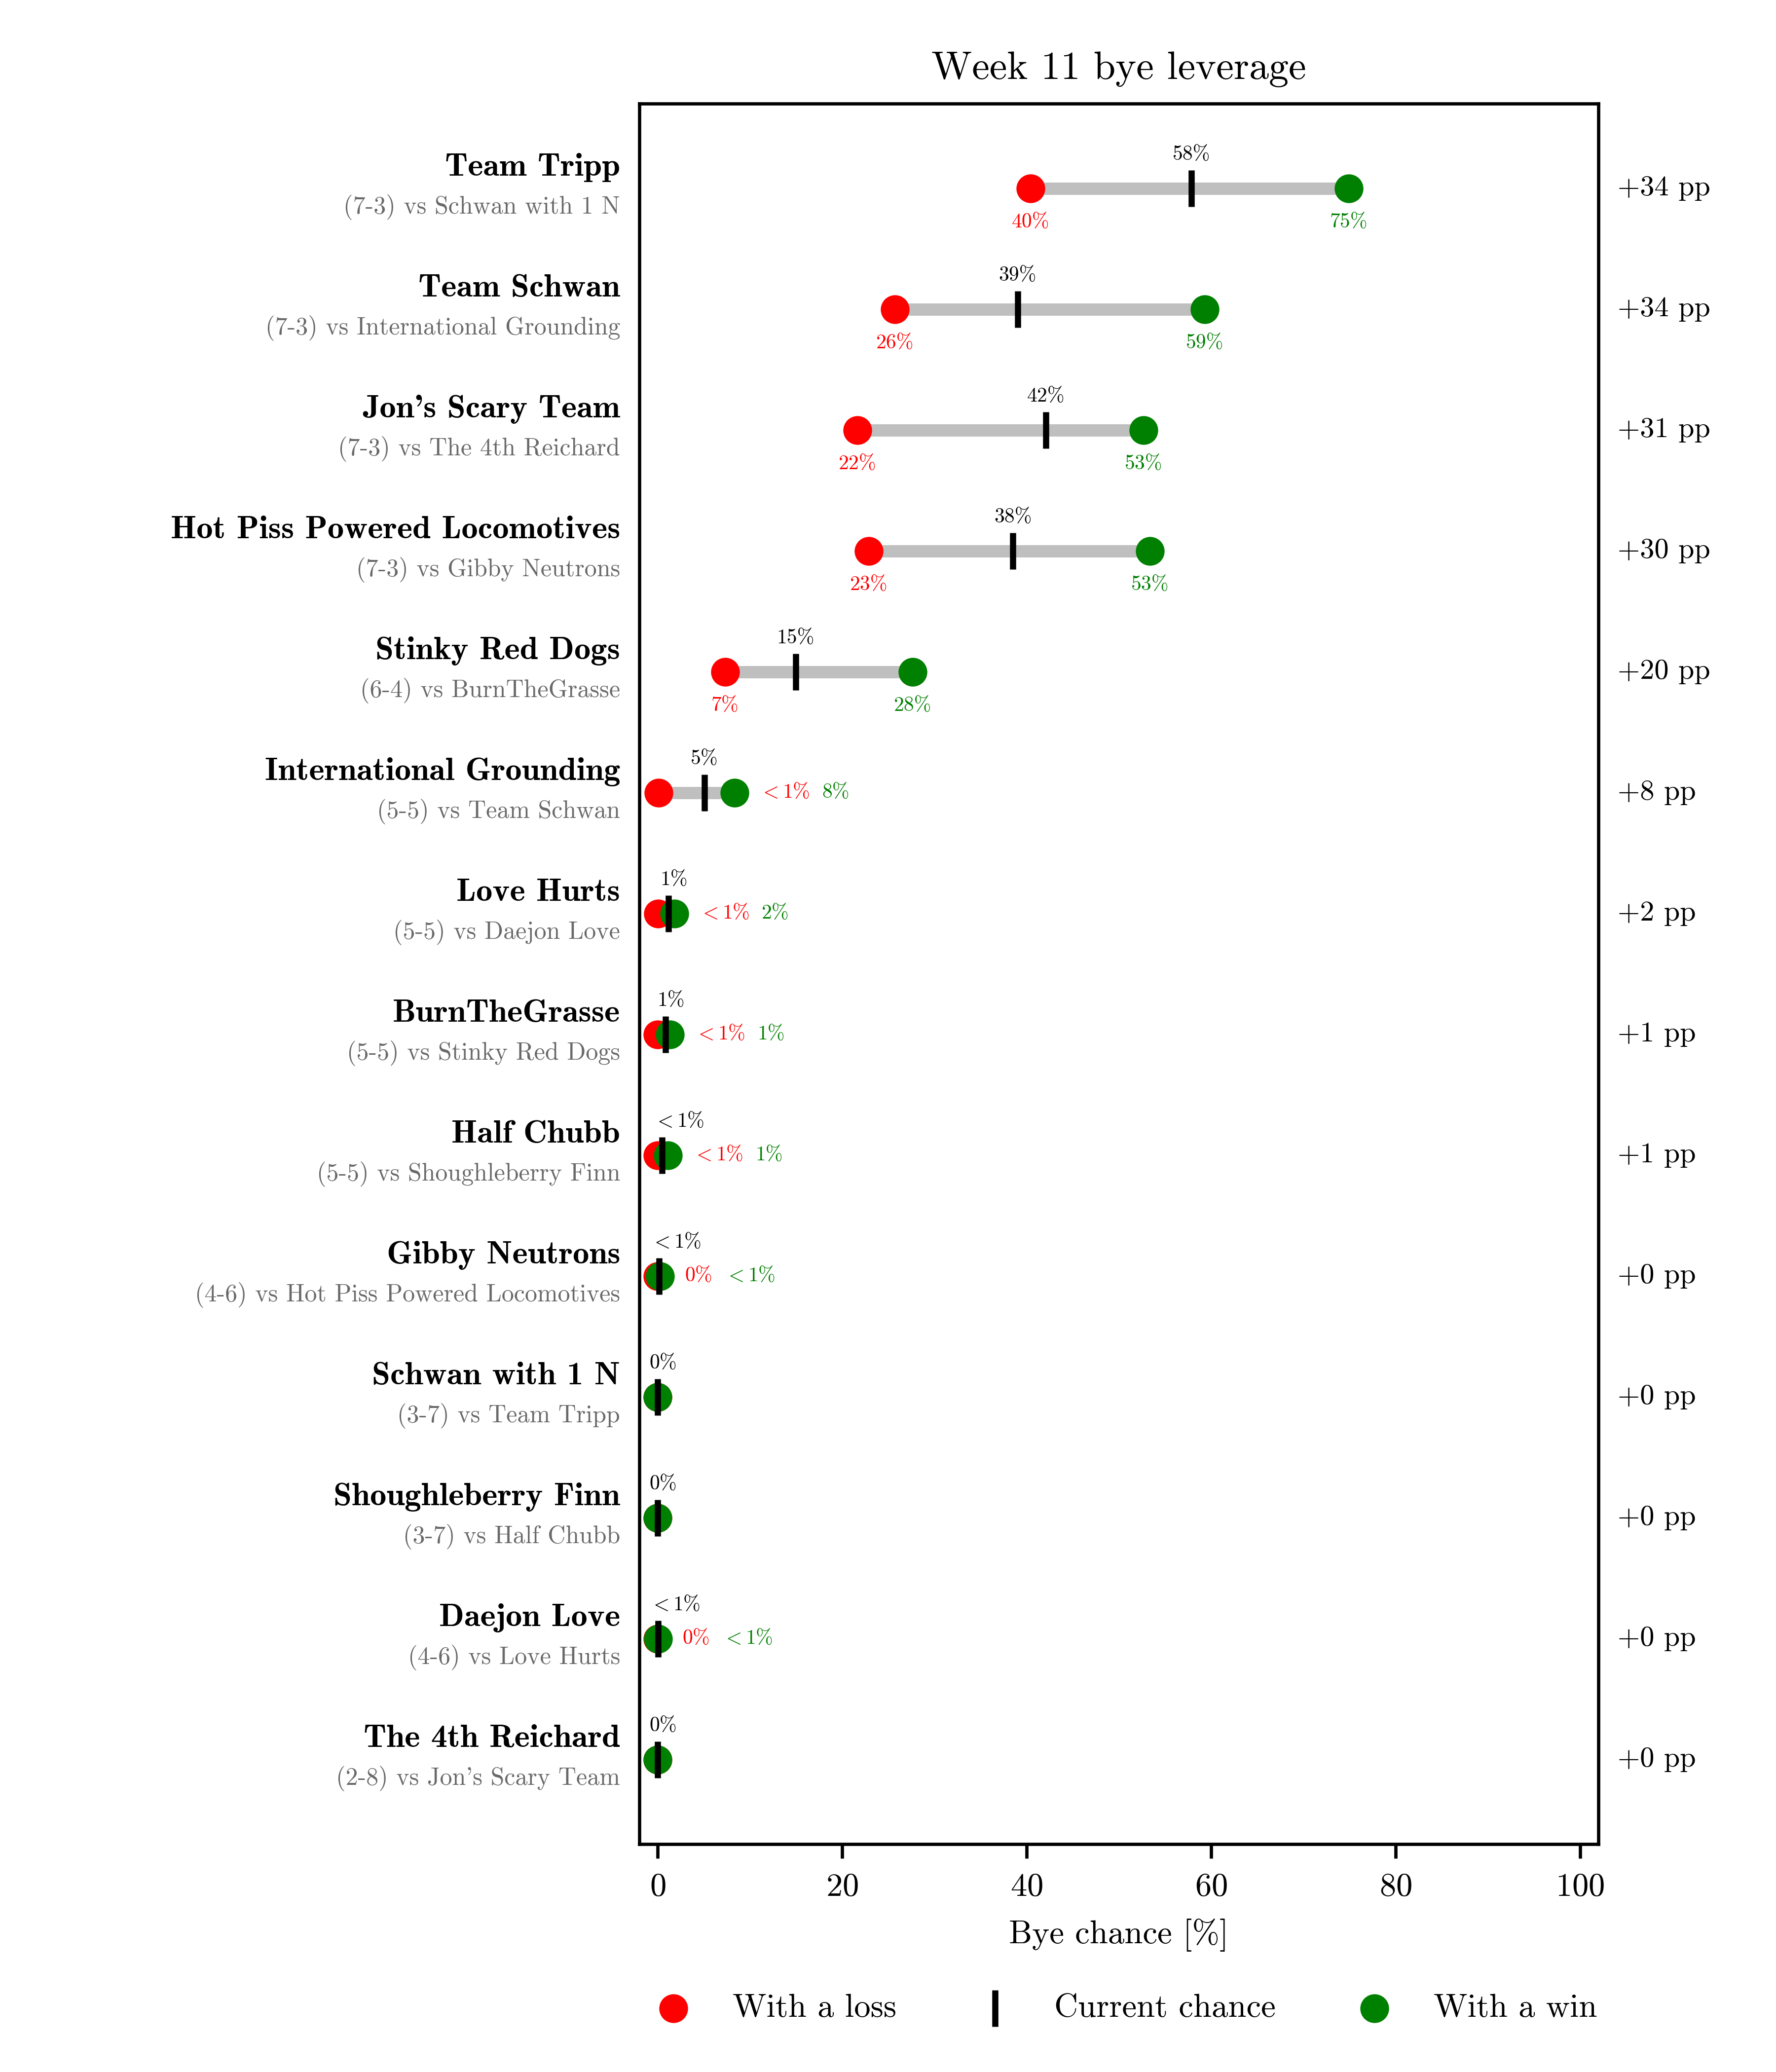 Week 11 bye leverage
Team Tripp
(7-3) vs Schwan with 1 N
58%
40%
75%
+34 pp
Team Schwan
(7-3) vs International Grounding
39%
26%
59%
+34 pp
Jon's Scary Team
(7-3) vs The 4th Reichard
42%
22%
53%
+31 pp
Hot Piss Powered Locomotives
(7-3) vs Gibby Neutrons
38%
23%
53%
+30 pp
Stinky Red Dogs
(6-4) vs BurnTheGrasse
15%
7%
28%
+20 pp
International Grounding
(5-5) vs Team Schwan
5%
<1% 8%
+8 pp
Love Hurts
(5-5) vs Daejon Love
1%
<1% 2%
+2 pp
BurnTheGrasse
(5-5) vs Stinky Red Dogs
1%
<1% 1%
+1 pp
Half Chubb
(5-5) vs Shoughleberry Finn
<1%
<1% 1%
+1 pp
Gibby Neutrons
(4-6) vs Hot Piss Powered Locomotives
<1%
0% <1%
+0 pp
Schwan with 1 N
(3-7) vs Team Tripp
0%
+0 pp
Shoughleberry Finn
(3-7) vs Half Chubb
0%
+0 pp
Daejon Love
(4-6) vs Love Hurts
<1%
0% <1%
+0 pp
The 4th Reichard
(2-8) vs Jon's Scary Team
0%
+0 pp
0 20 40 60 80 100
Bye chance [%]
With a loss Current chance With a win